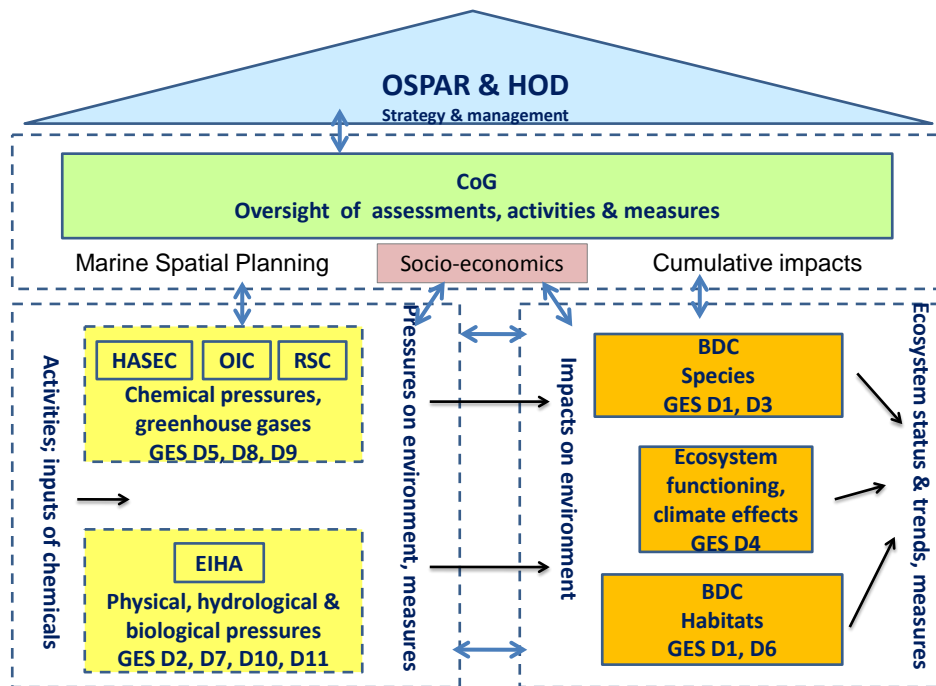 OSPAR & HOD
Strategy & management
CoG
Oversight of assessments, activities & measures
Marine Spatial Planning
Socio-economics
Cumulative impacts
Activities; inputs of chemicals
HASEC
OIC
RSC
Chemical pressures,
greenhouse gases
GES D5, D8, D9
EIHA
Physical, hydrological &
biological pressures
GES D2, D7, D10, D11
Pressures on environment, measures
Impacts on environment
BDC
Species
GES D1, D3
Ecosystem
functioning,
climate effects
GES D4
BDC
Habitats
GES D1, D6
Ecosystem status & trends, measures